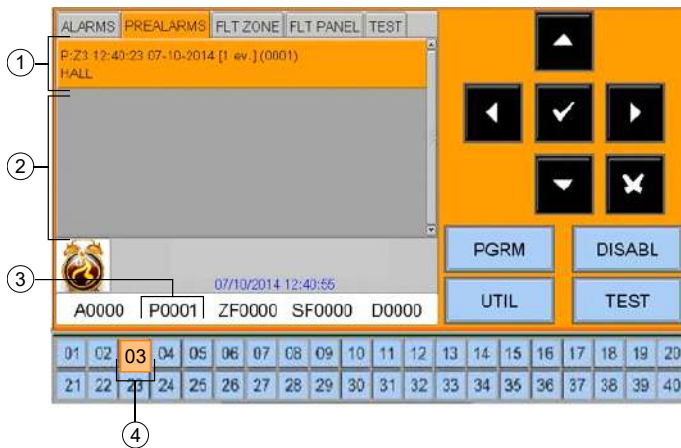 ALARMS PREALARMS FLT ZONE FLT PANEL TEST
1
P:Z3 12:40:23 07-10-2014 [1 ev.] (0001)
HALL
2
PGRM DISABL
3
07/10/2014 12:40:55
UTIL TEST
A0000 P0001 ZF0000 SF0000 D0000
01 02 03 04 05 06 07 08 09 10 11 12 13 14 15 16 17 18 19 20
21 22 23 24 25 26 27 28 29 30 31 32 33 34 35 36 37 38 39 40
4